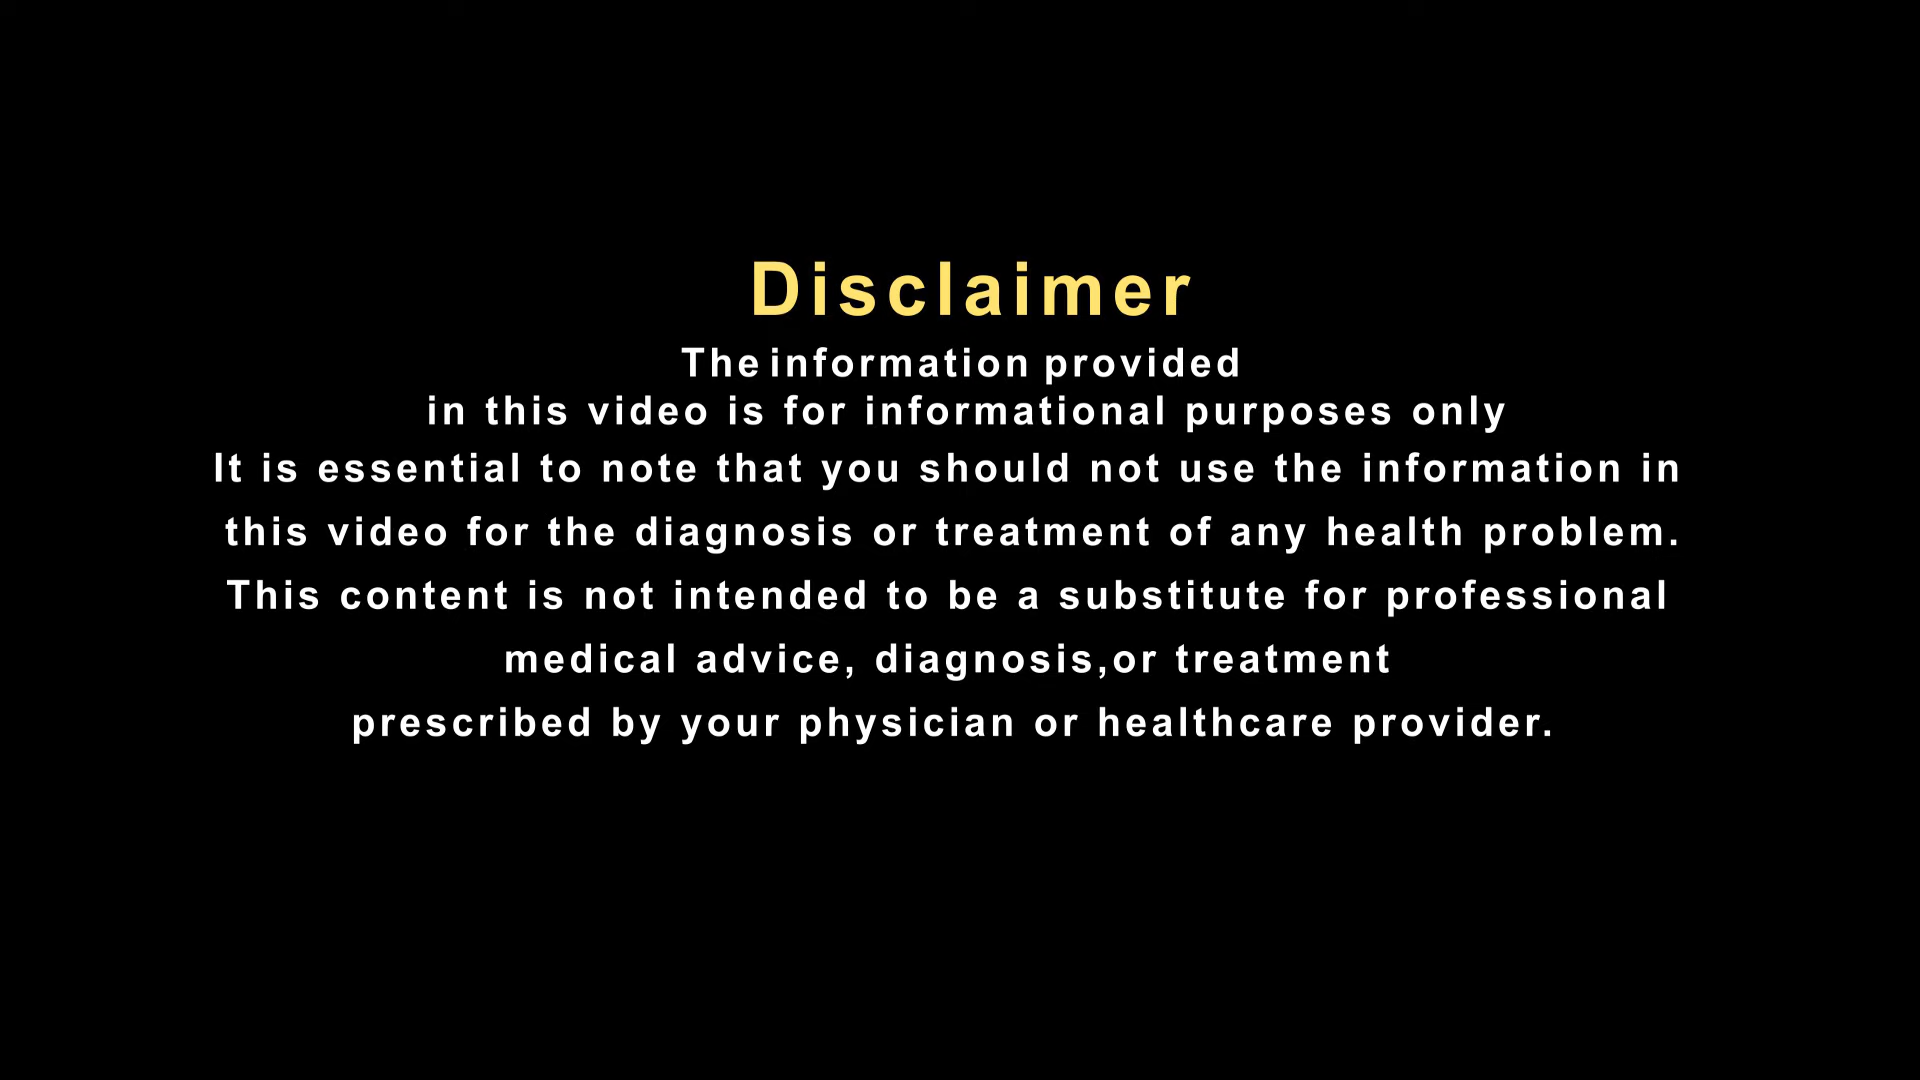 Disclaimer
The information provided
in this video is for informational purposes only
It is essential to note that you should not use the information in
this video for the diagnosis or treatment of any health problem.
This content is not intended to be a substitute for professional
medical advice, diagnosis,or treatment
prescribed by your physician or healthcare provider.